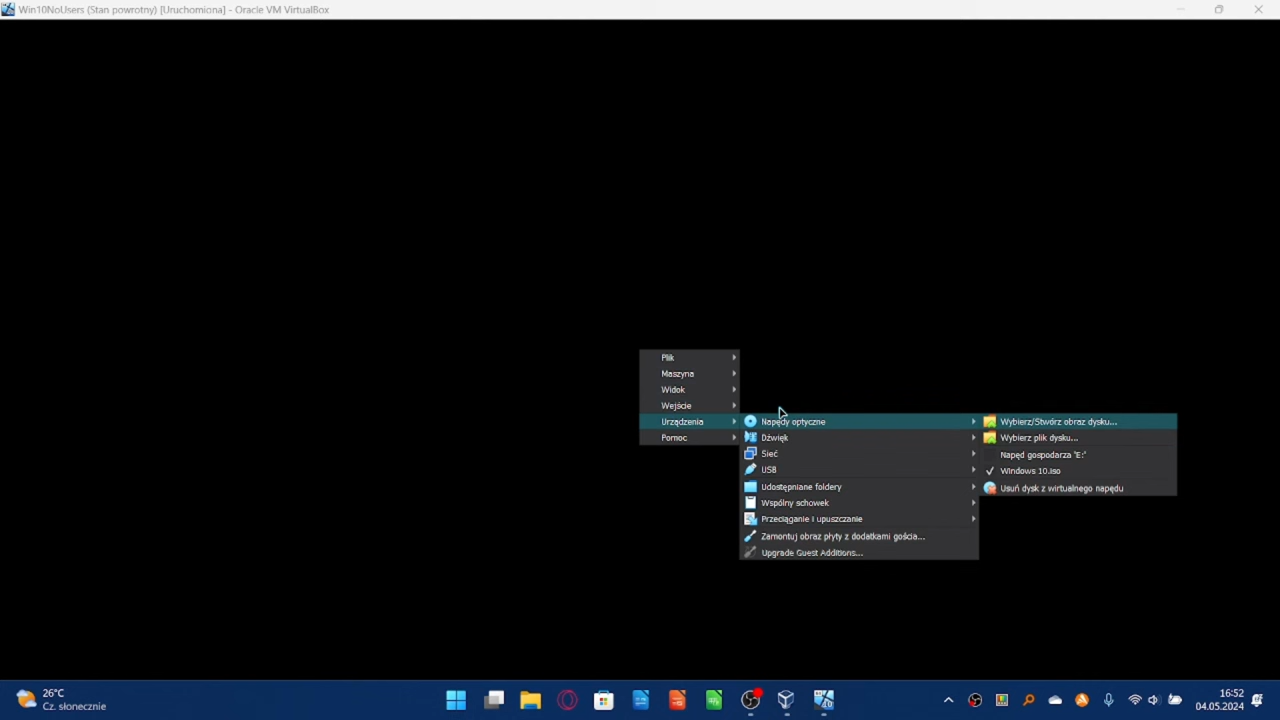 Win10NoUsers (Stan powrotny) [Uruchomiona] - Oracle VM VirtualBox
Plik
Maszyna
Widok
Wejście
Urządzenia
Pomoc
Napędy optyczne
Dźwięk
Sieć
USB
Udostępniane foldery
Wspólny schowek
Przeciąganie i upuszczanie
Zamontuj obraz płyty z dodatkami gościa...
Upgrade Guest Additions...
Wybierz/Stwórz obraz dysku...
Wybierz plik dysku...
Napęd gospodarza 'E:'
Windows 10.iso
Usuń dysk z wirtualnego napędu
26°C
Cz. słonecznie
16:52
04.05.2024